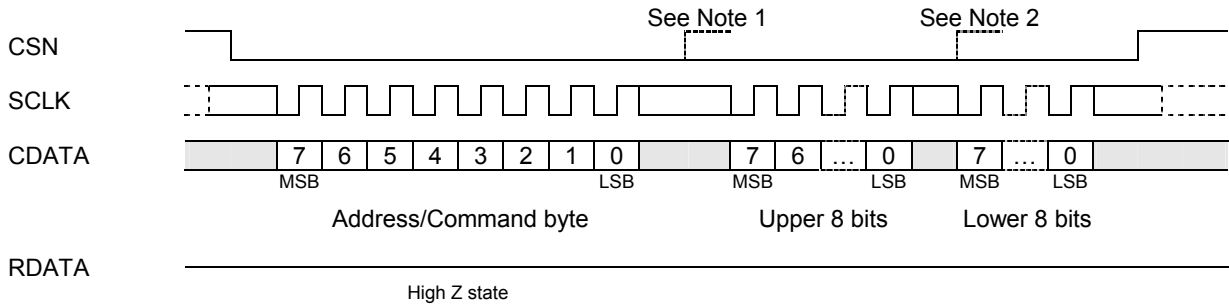 See Note 1 See Note 2
CSN
SCLK
CDATA 7 6 5 4 3 2 1 0 7 6 ... 0 7 ... 0
MSB LSB MSB LSB MSB LSB
Address/Command byte Upper 8 bits Lower 8 bits
RDATA
High Z state